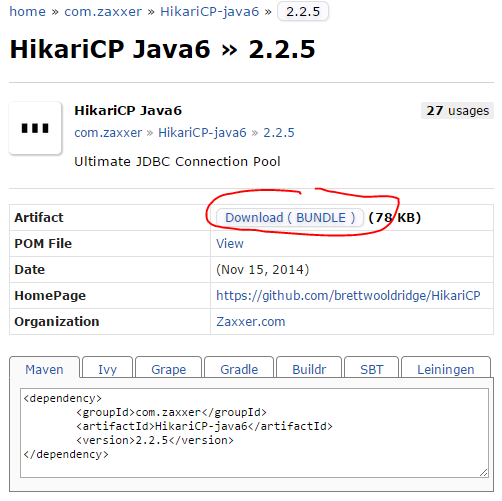 home » com.zaxxer » HikariCP-java6 » 2.2.5
HikariCP Java6 » 2.2.5
HikariCP Java6
27 usages
com.zaxxer » HikariCP-java6 » 2.2.5
Ultimate JDBC Connection Pool
Artifact Download ( BUNDLE ) (78 KB)
POM File View
Date (Nov 15, 2014)
HomePage https://github.com/brettwooldridge/HikariCP
Organization Zaxxer.com
Maven Ivy Grape Gradle Buildr SBT Leiningen
<dependency>
	<groupId>com.zaxxer</groupId>
	<artifactId>HikariCP-java6</artifactId>
	<version>2.2.5</version>
</dependency>